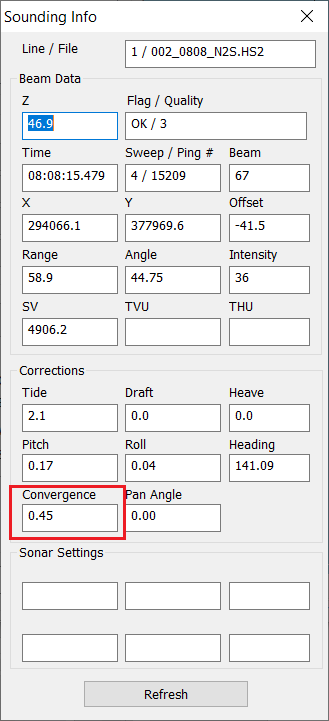 Sounding Info
Line / File 1 / 002_0808_N2S.HS2
Beam Data
Z Flag / Quality
46.9 OK / 3
Time Sweep / Ping # Beam
08:08:15.479 4 / 15209 67
X Y Offset
294066.1 377969.6 -41.5
Range Angle Intensity
58.9 44.75 36
SV TVU THU
4906.2
Corrections
Tide Draft Heave
2.1 0.0 0.0
Pitch Roll Heading
0.17 0.04 141.09
Convergence Pan Angle
0.45 0.00
Sonar Settings
Refresh